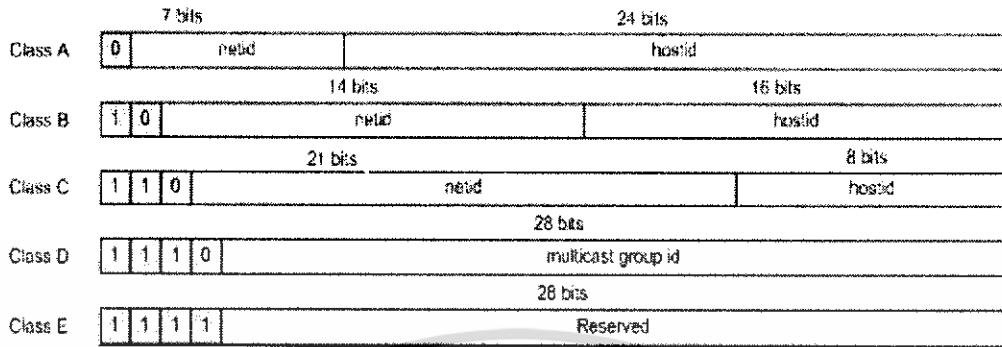 7 bits 24 bits
Class A 0 netid hostid
14 bits 16 bits
Class B 1 0 netid hostid
21 bits 8 bits
Class C 1 1 0 netid hostid
28 bits
Class D 1 1 1 0 multicast group id
28 bits
Class E 1 1 1 1 Reserved